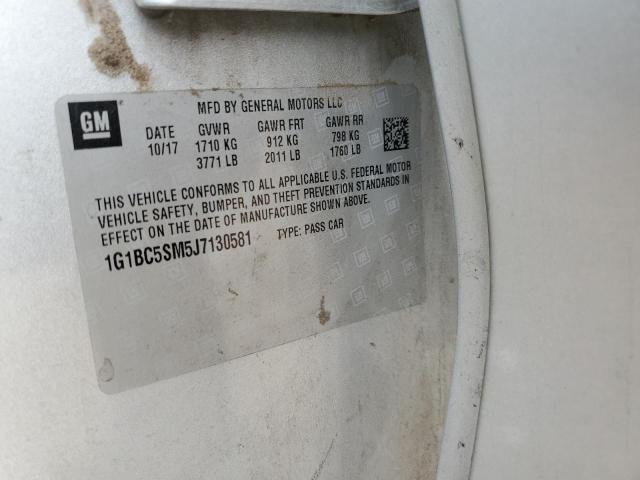 GM
MFD BY GENERAL MOTORS LLC
DATE GVWR GAWR FRT GAWR RR
10/17 1710 KG 912 KG 798 KG
3771 LB 2011 LB 1760 LB
THIS VEHICLE CONFORMS TO ALL APPLICABLE U.S. FEDERAL MOTOR
VEHICLE SAFETY, BUMPER, AND THEFT PREVENTION STANDARDS IN
EFFECT ON THE DATE OF MANUFACTURE SHOWN ABOVE.
1G1BC5SM5J7130581 TYPE: PASS CAR